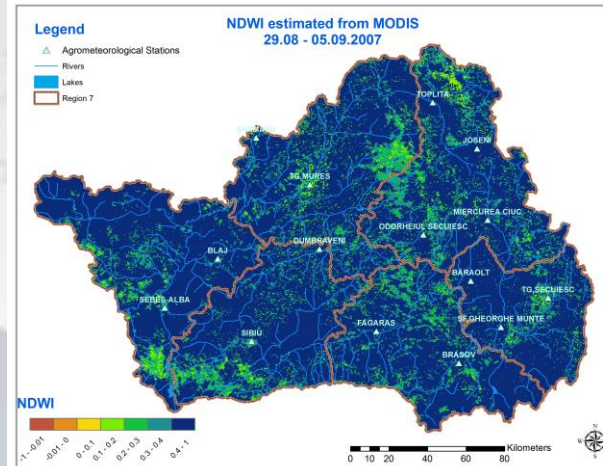 NDWI estimated from MODIS
29.08 - 05.09.2007
Legend
Agrometeorological Stations
Rivers
Lakes
Region 7
TOPLITA
JOSENI
TG.MURES
MIERCUREA CIUC
ODORHEIUL SECUIESC
DUMBRAVENI
BLAJ
BARAOLT
TG.SECUIESC
SEBES-ALBA
SF.GHEORGHE MUNTE
FAGARAS
SIBIU
BRASOV
NDWI
-1 - -0.01
-0.01 - 0
0 - 0.1
0.1 - 0.2
0.2 - 0.3
0.3 - 0.4
0.4 - 1
Kilometers
0 10 20 40 60 80